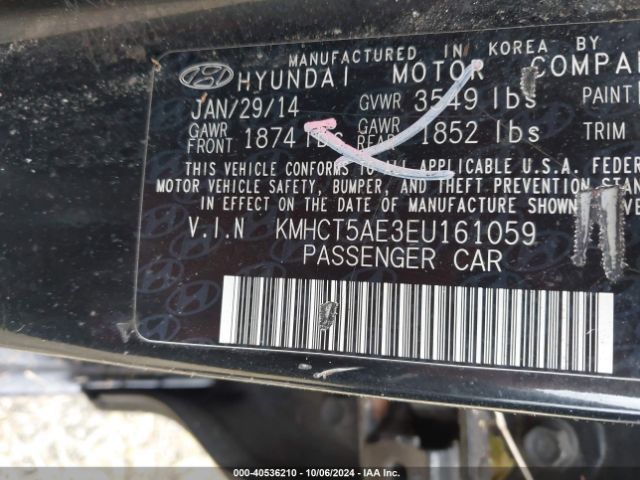 MANUFACTURED IN KOREA BY
HYUNDAI MOTOR COMPA
JAN/29/14 GVWR 3549 lbs PAINT
GAWR FRONT 1874 lbs GAWR REAR 1852 lbs TRIM
THIS VEHICLE CONFORMS TO ALL APPLICABLE U.S.A. FEDER
MOTOR VEHICLE SAFETY, BUMPER, AND THEFT PREVENTION STAN
IN EFFECT ON THE DATE OF MANUFACTURE SHOWN
V.I.N KMHCT5AE3EU161059
PASSENGER CAR
000-40536210 - 10/06/2024 - IAA Inc.